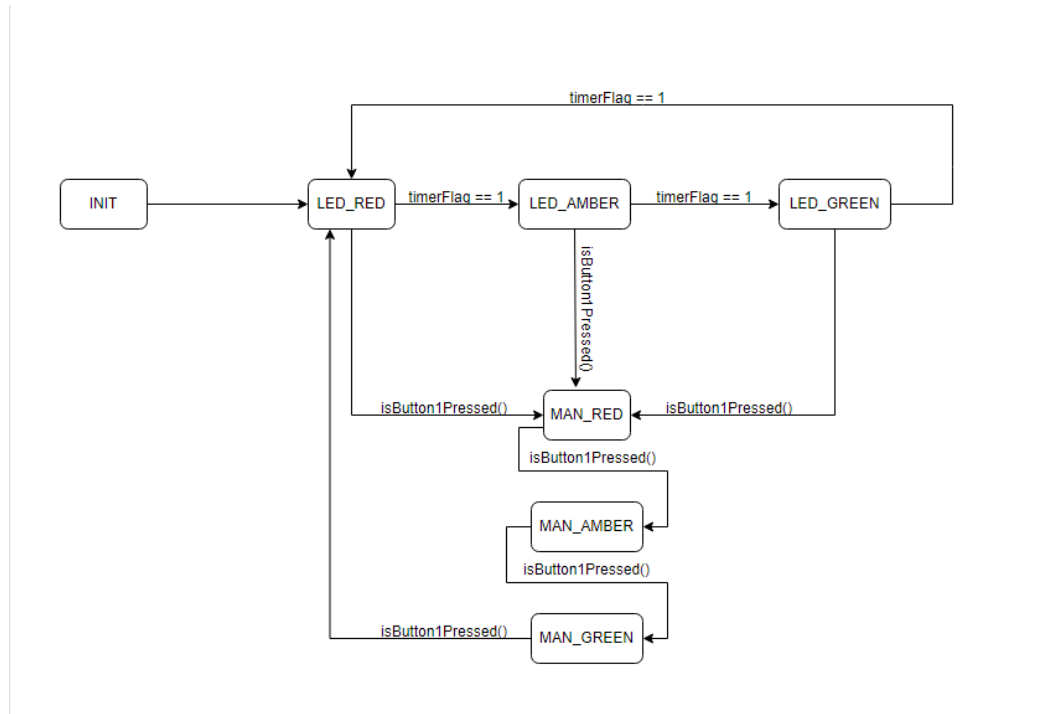 timerFlag == 1
INIT
LED_RED
timerFlag == 1
LED_AMBER
timerFlag == 1
LED_GREEN
isButton1Pressed()
isButton1Pressed()
MAN_RED
isButton1Pressed()
isButton1Pressed()
MAN_AMBER
isButton1Pressed()
isButton1Pressed()
MAN_GREEN